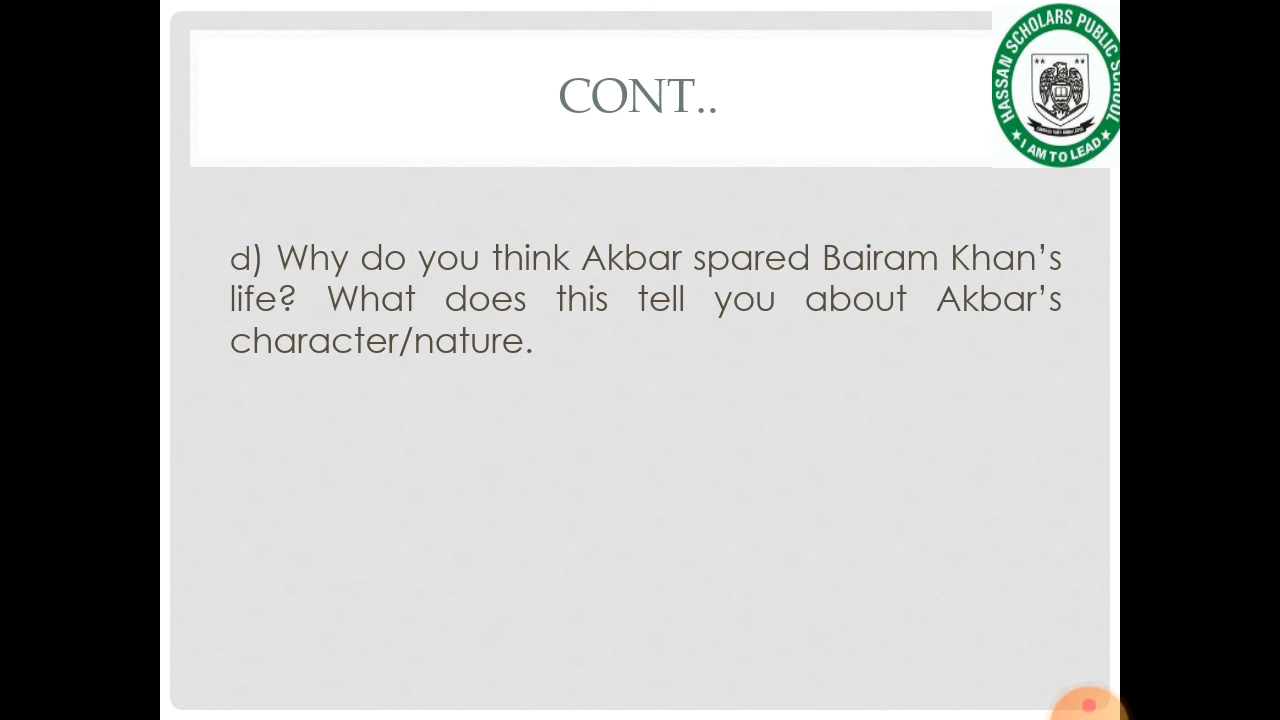 CONT..
HASSAN SCHOLARS PUBLIC SCHOOL
I AM TO LEAD
d) Why do you think Akbar spared Bairam Khan’s
life? What does this tell you about Akbar’s
character/nature.